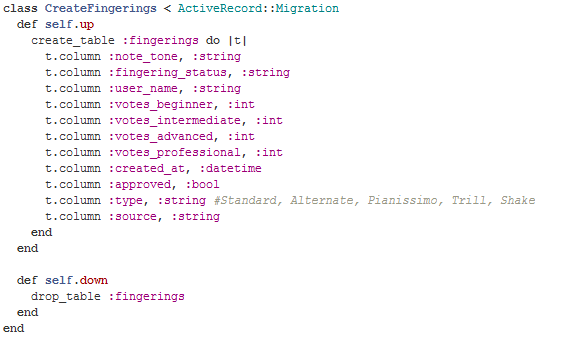 class CreateFingerings < ActiveRecord::Migration
  def self.up
    create_table :fingerings do |t|
      t.column :note_tone, :string
      t.column :fingering_status, :string
      t.column :user_name, :string
      t.column :votes_beginner, :int
      t.column :votes_intermediate, :int
      t.column :votes_advanced, :int
      t.column :votes_professional, :int
      t.column :created_at, :datetime
      t.column :approved, :bool
      t.column :type, :string #Standard, Alternate, Pianissimo, Trill, Shake
      t.column :source, :string
    end
  end

  def self.down
    drop_table :fingerings
  end
end